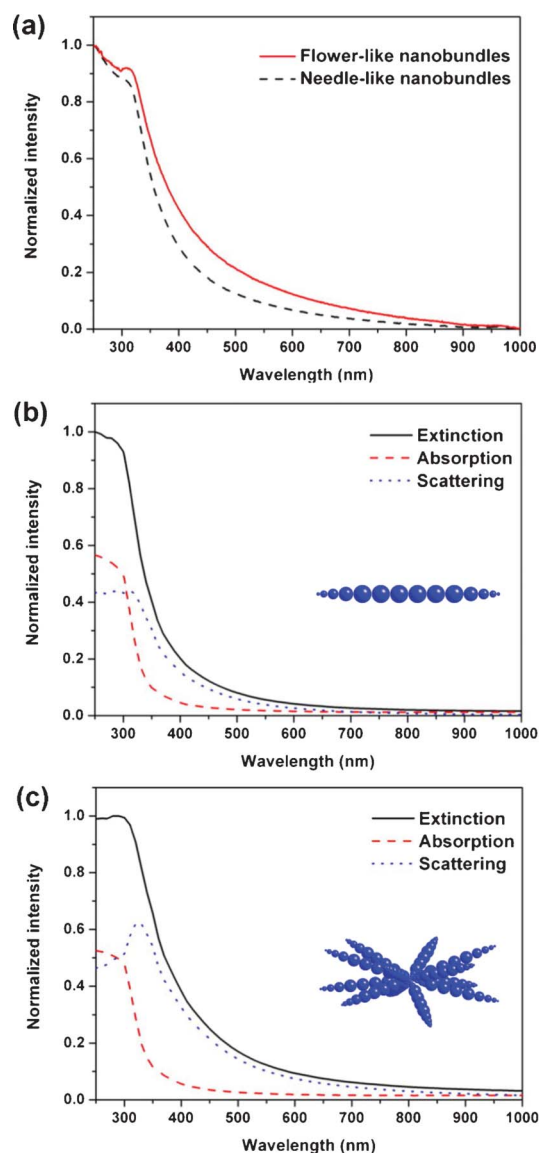 (a)
1.0
0.8
0.6
0.4
0.2
0.0
Normalized intensity
Flower-like nanobundles
Needle-like nanobundles
300 400 500 600 700 800 900 1000
Wavelength (nm)
(b)
1.0
0.8
0.6
0.4
0.2
0.0
Normalized intensity
Extinction
Absorption
Scattering
300 400 500 600 700 800 900 1000
Wavelength (nm)
(c)
1.0
0.8
0.6
0.4
0.2
0.0
Normalized intensity
Extinction
Absorption
Scattering
300 400 500 600 700 800 900 1000
Wavelength (nm)